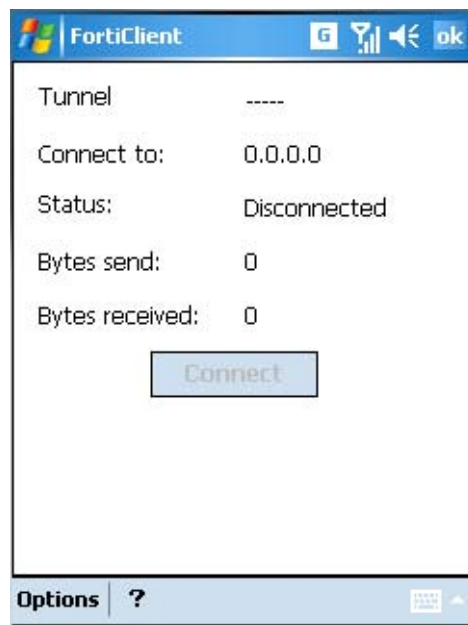 FortiClient G ok
Tunnel -----
Connect to: 0.0.0.0
Status: Disconnected
Bytes send: 0
Bytes received: 0
Connect
Options ?